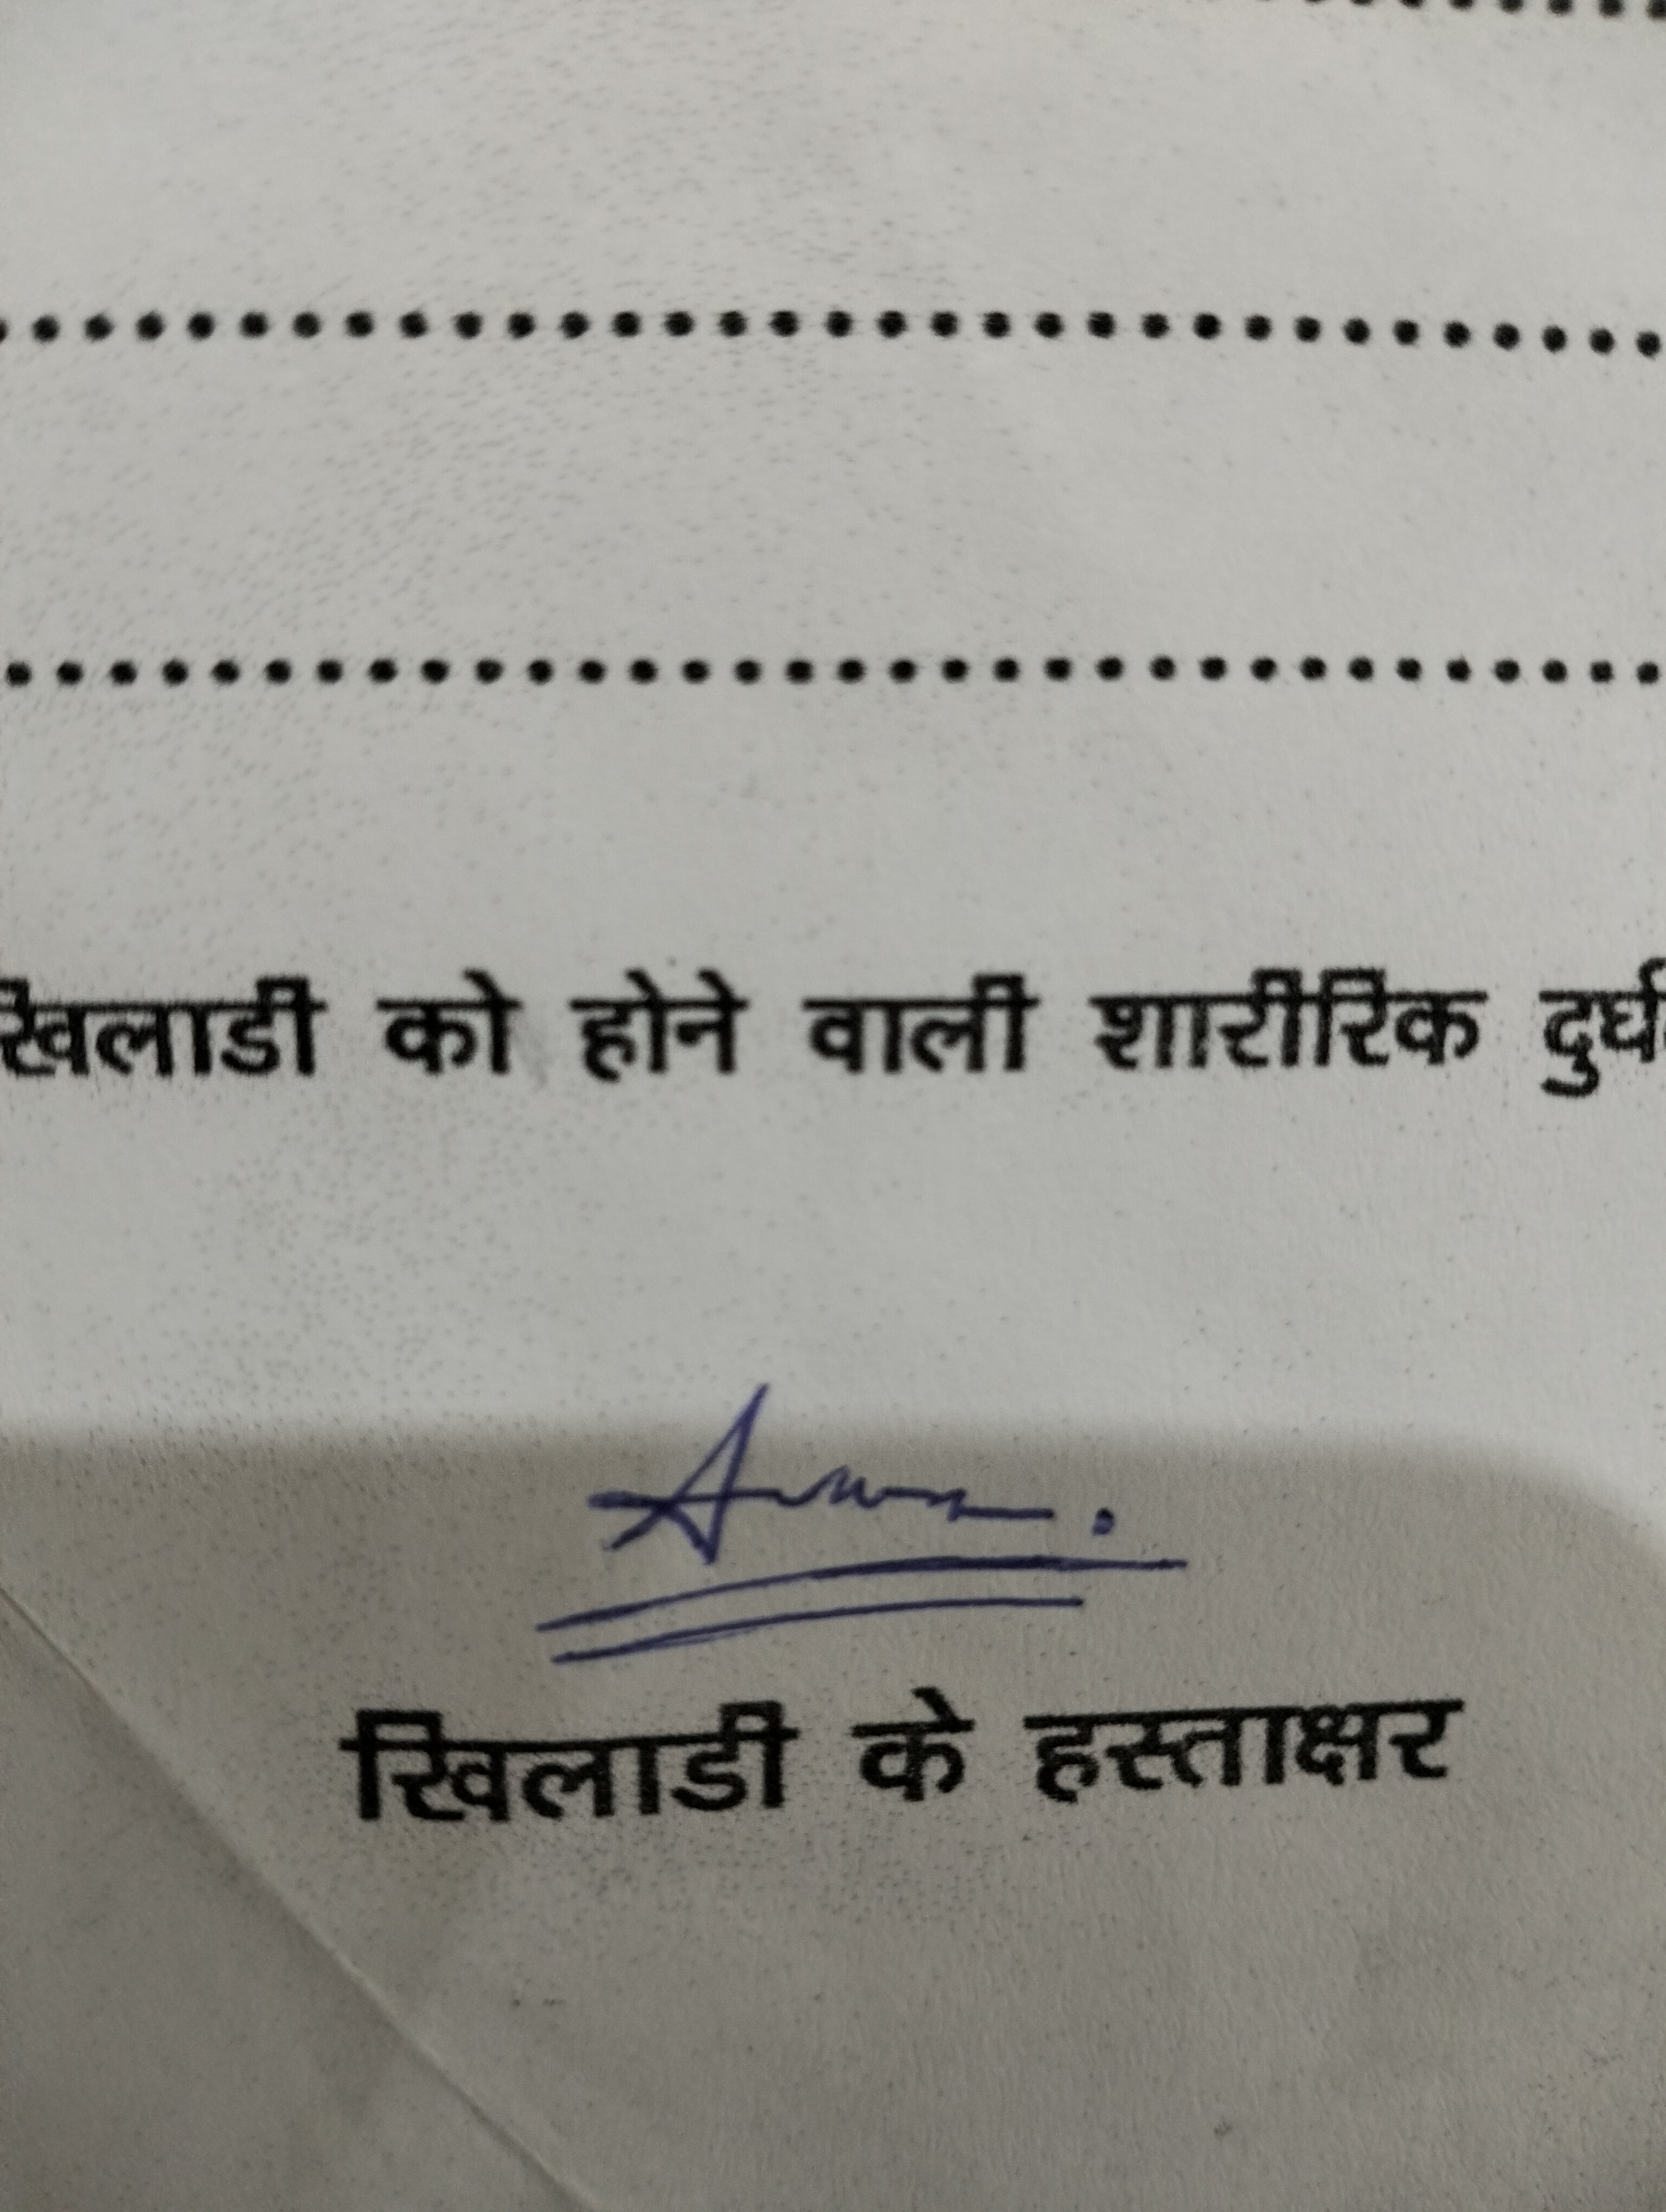 खिलाडी को होने वाली शारीरिक
खिलाडी के हस्ताक्षर